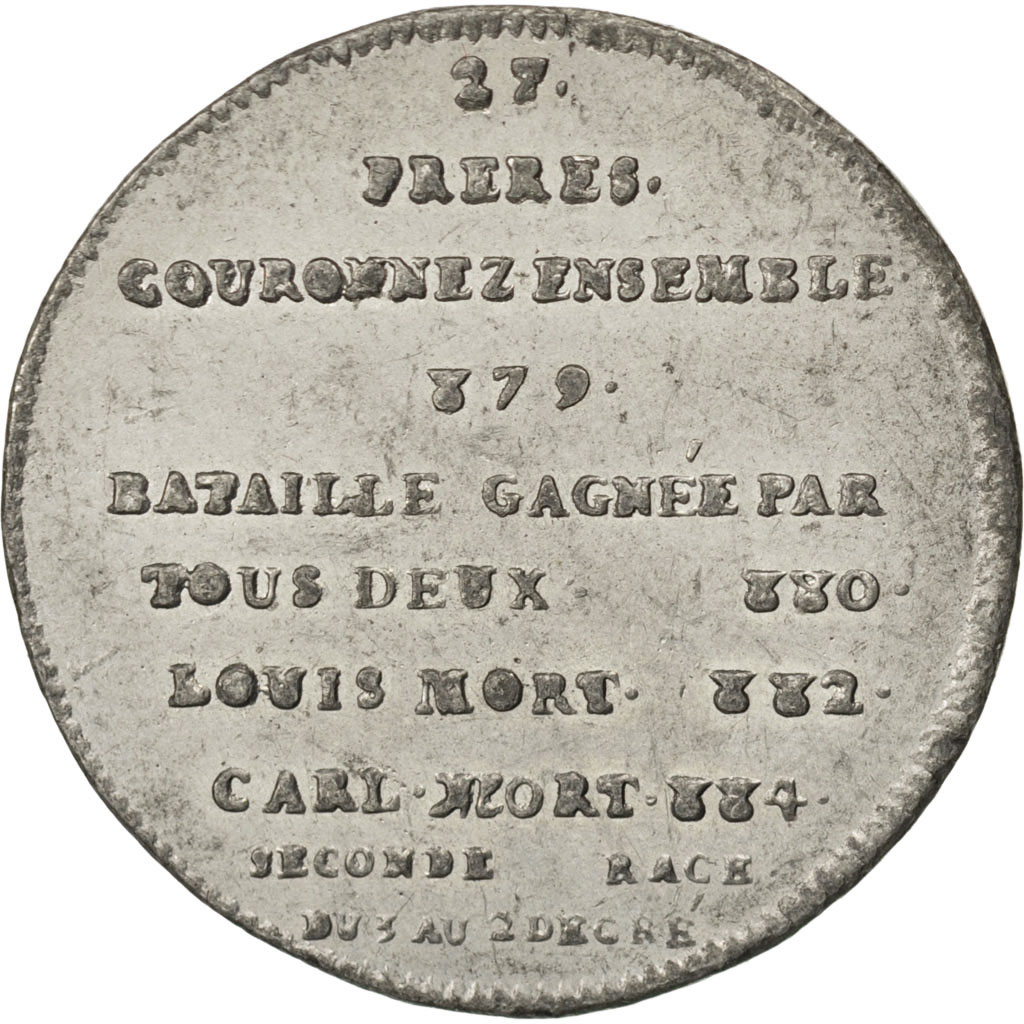 27.
FRERES.
COURONNEZ ENSEMBLE.
879.
BATAILLE GAGNÉE PAR
TOUS DEUX 880.
LOUIS MORT. 882.
CARL. MORT. 884.
SECONDE RACE
DU 3 AU 2 DEGRÉ